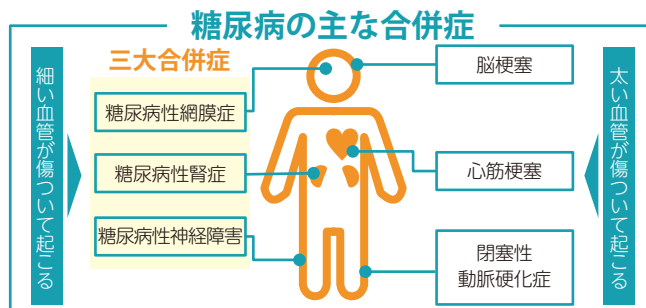 糖尿病の主な合併症
細い血管が傷ついて起こる
三大合併症
糖尿病性網膜症
糖尿病性腎症
糖尿病性神経障害
脳梗塞
心筋梗塞
閉塞性
動脈硬化症
太い血管が傷ついて起こる